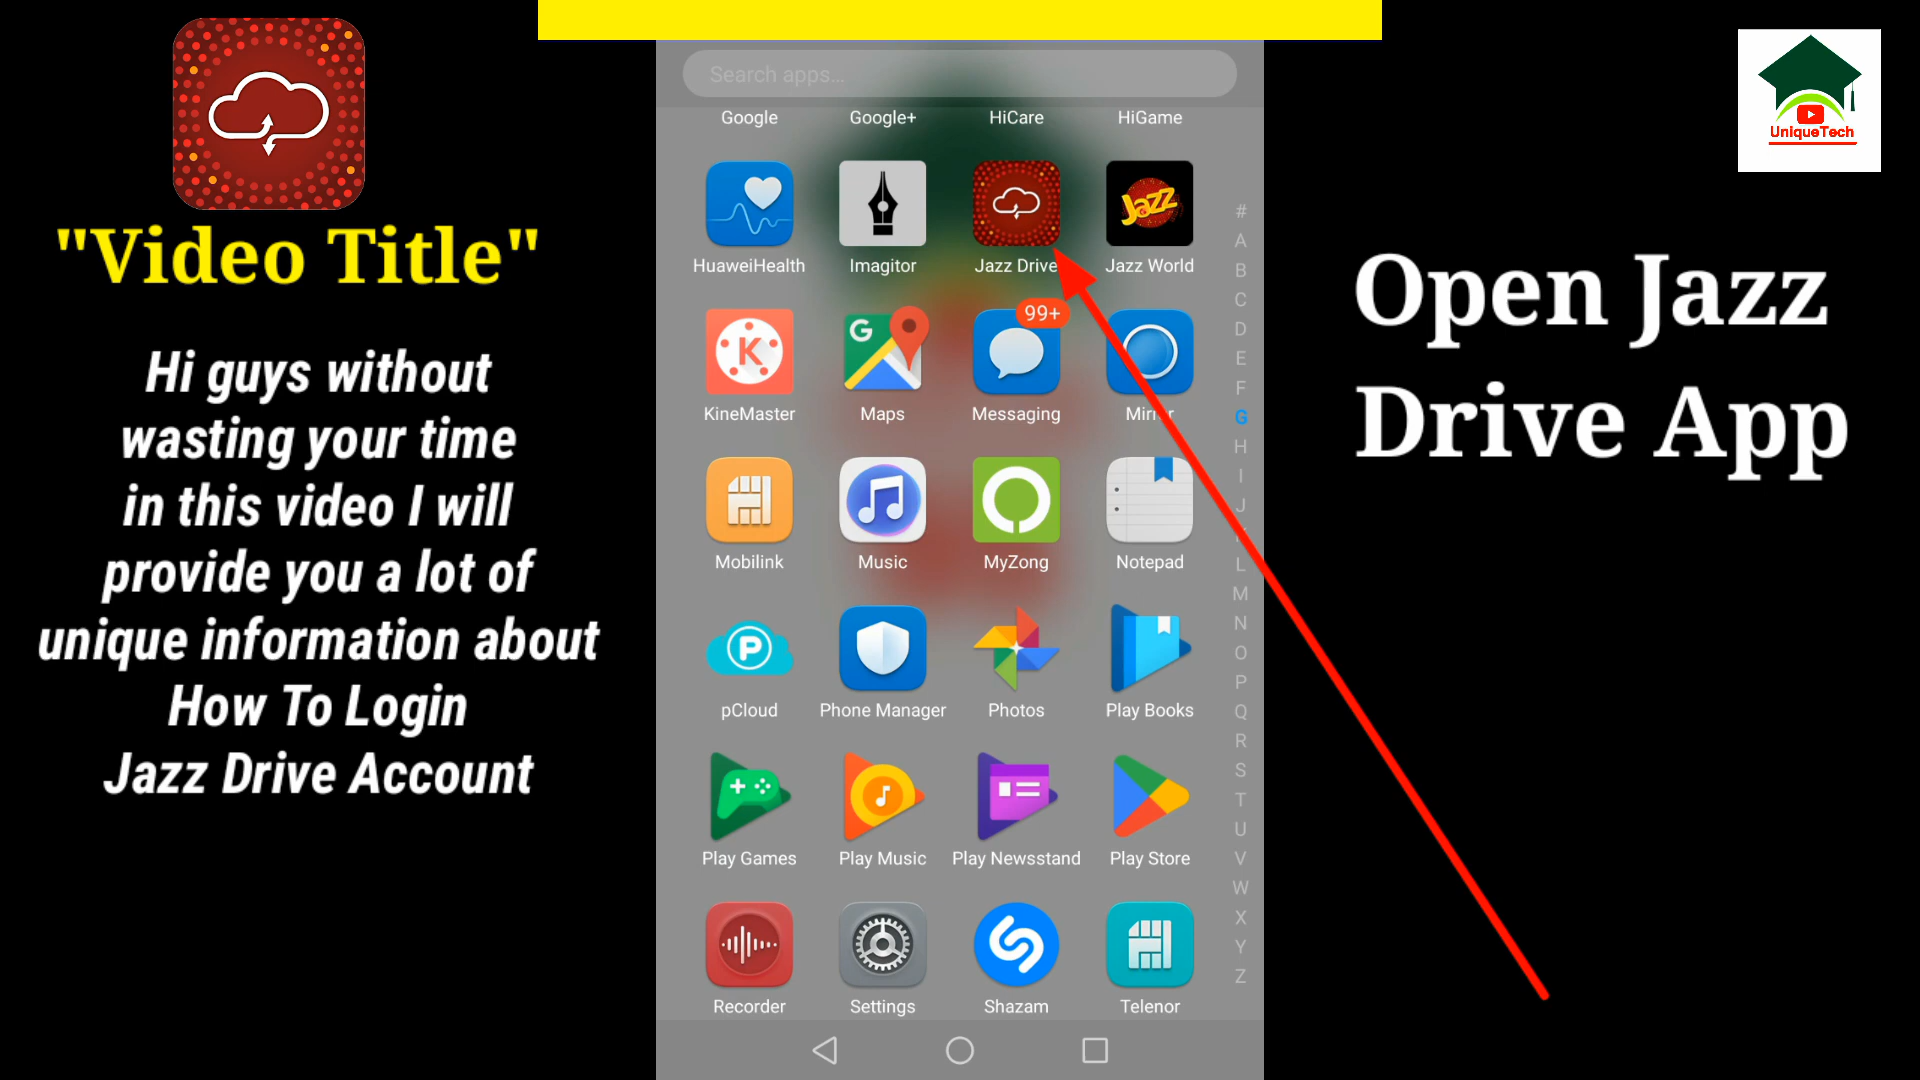 "Video Title"
Hi guys without
wasting your time
in this video I will
provide you a lot of
unique information about
How To Login
Jazz Drive Account
Search apps...
Google
Google+
HiCare
HiGame
Jazz
HuaweiHealth
Imagitor
Jazz Drive
Jazz World
K
G
99+
KineMaster
Maps
Messaging
Mobilink
Music
MyZong
Notepad
P
pCloud
Phone Manager
Photos
Play Books
Play Games
Play Music
Play Newsstand
Play Store
Recorder
Settings
Shazam
Telenor
#
A
B
C
D
E
F
G
H
I
J
L
M
N
O
P
Q
R
S
T
U
V
W
X
Y
Z
UniqueTech
Open Jazz
Drive App